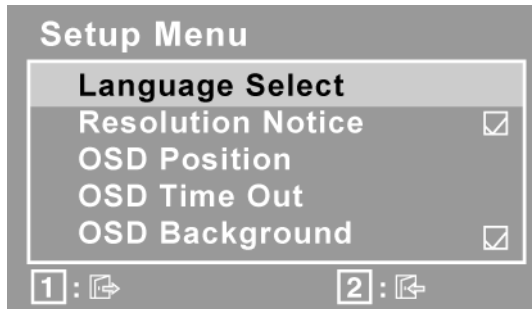 Setup Menu
Language Select
Resolution Notice
OSD Position
OSD Time Out
OSD Background
1 : 2 :